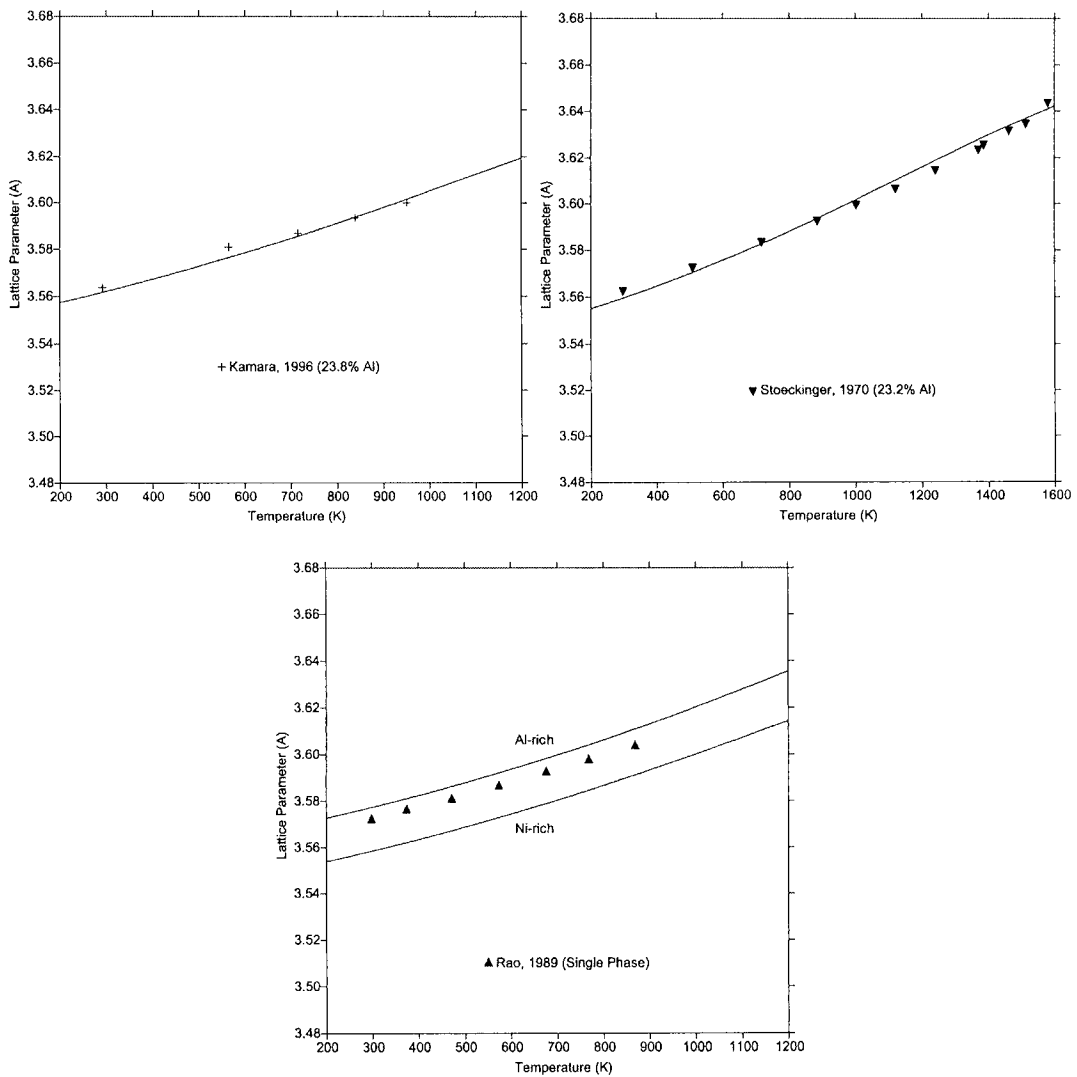 3.68
3.66
3.64
3.62
3.60
3.58
3.56
3.54
3.52
3.50
3.48
Lattice Parameter (A)
+ Kamara, 1996 (23.8% Al)
200 300 400 500 600 700 800 900 1000 1100 1200
Temperature (K)
3.68
3.66
3.64
3.62
3.60
3.58
3.56
3.54
3.52
3.50
3.48
Lattice Parameter (A)
▼ Stoeckinger, 1970 (23.2% Al)
200 400 600 800 1000 1200 1400 1600
Temperature (K)
3.68
3.66
3.64
3.62
3.60
3.58
3.56
3.54
3.52
3.50
3.48
Lattice Parameter (A)
Al-rich
Ni-rich
▲ Rao, 1989 (Single Phase)
200 300 400 500 600 700 800 900 1000 1100 1200
Temperature (K)